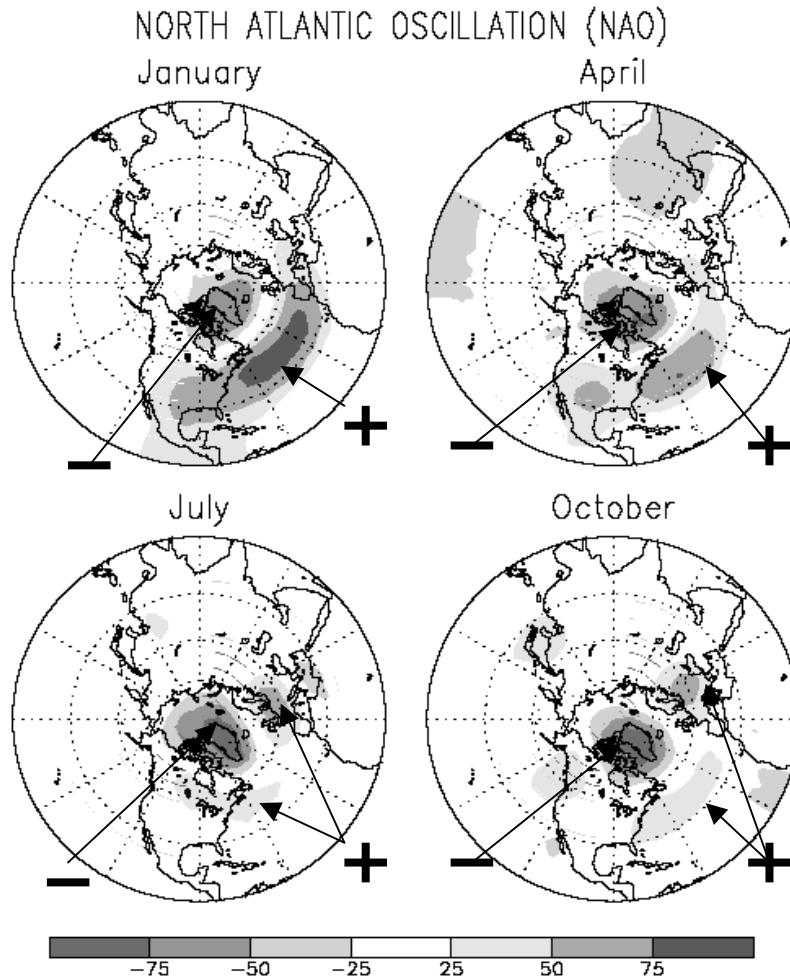 NORTH ATLANTIC OSCILLATION (NAO)
January April
− + − +
July October
− + − +
−75 −50 −25 25 50 75